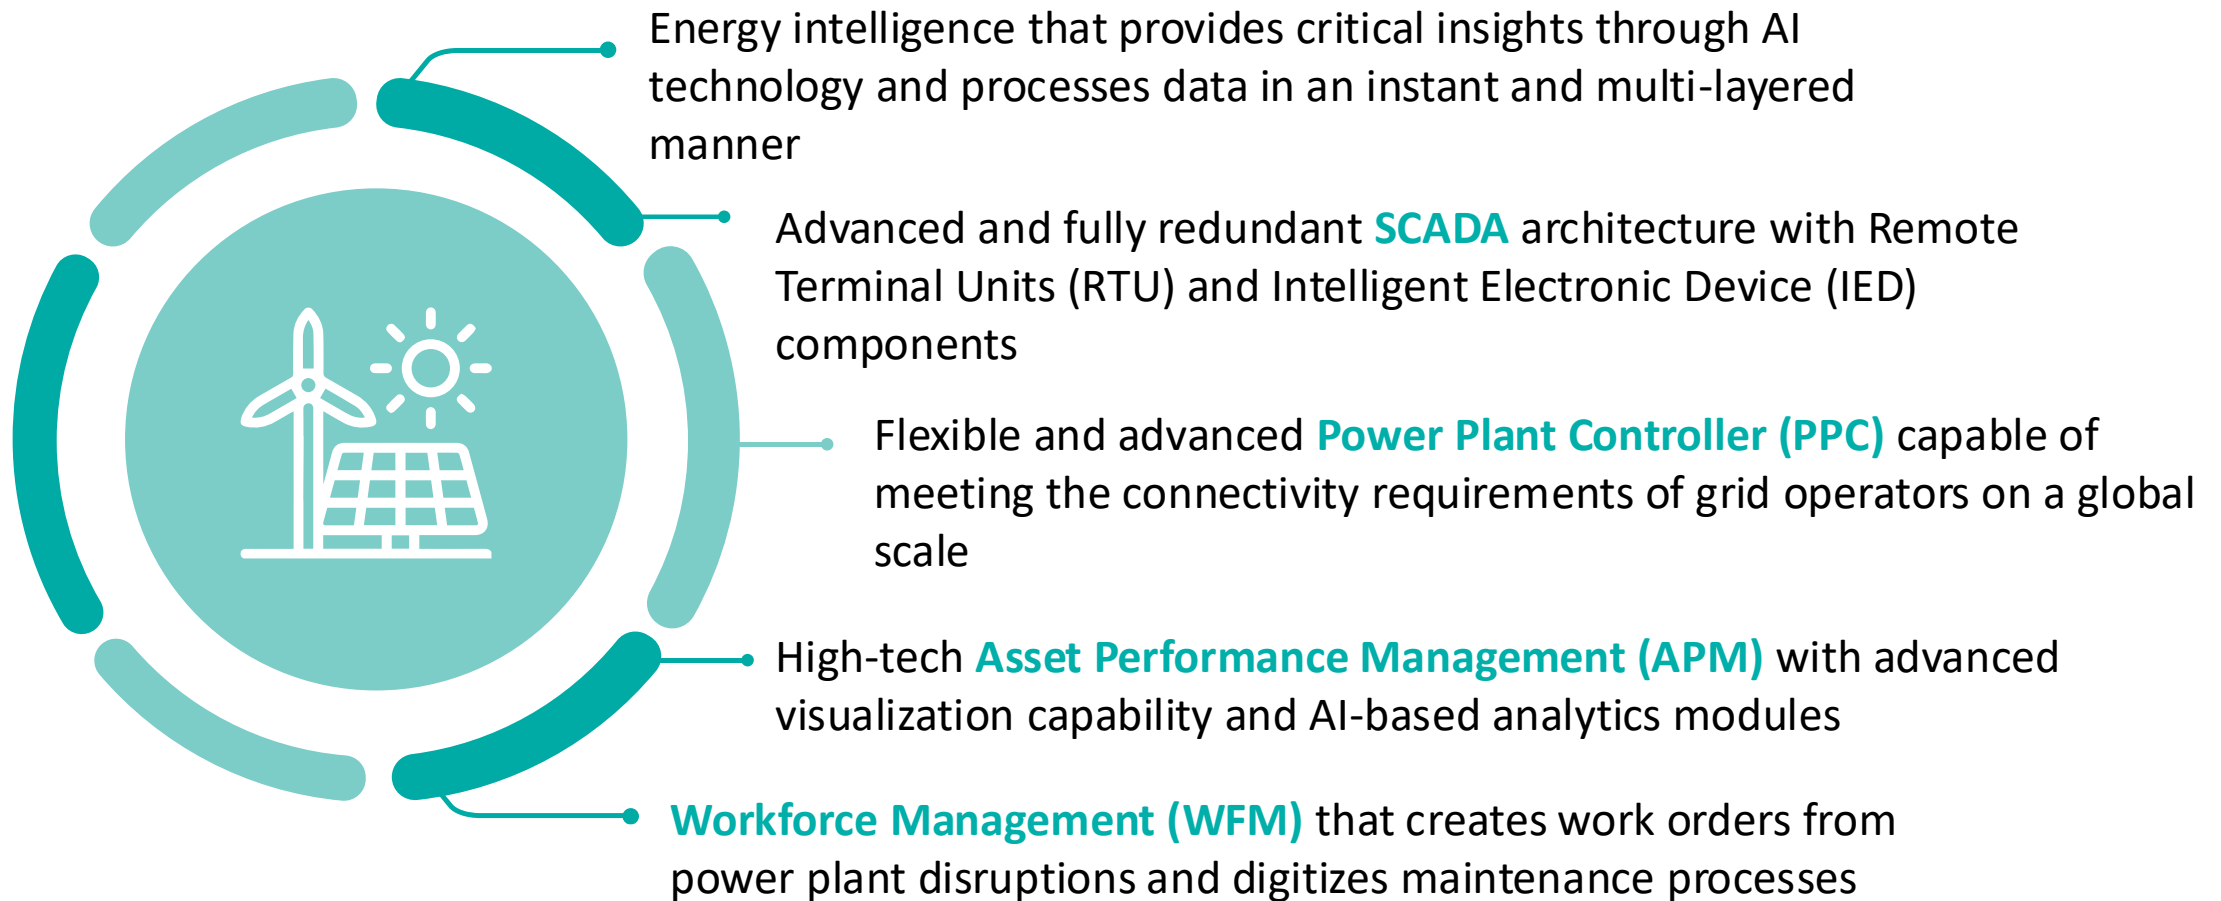 Energy intelligence that provides critical insights through AI
technology and processes data in an instant and multi-layered
manner
Advanced and fully redundant SCADA architecture with Remote
Terminal Units (RTU) and Intelligent Electronic Device (IED)
components
Flexible and advanced Power Plant Controller (PPC) capable of
meeting the connectivity requirements of grid operators on a global
scale
High-tech Asset Performance Management (APM) with advanced
visualization capability and AI-based analytics modules
Workforce Management (WFM) that creates work orders from
power plant disruptions and digitizes maintenance processes